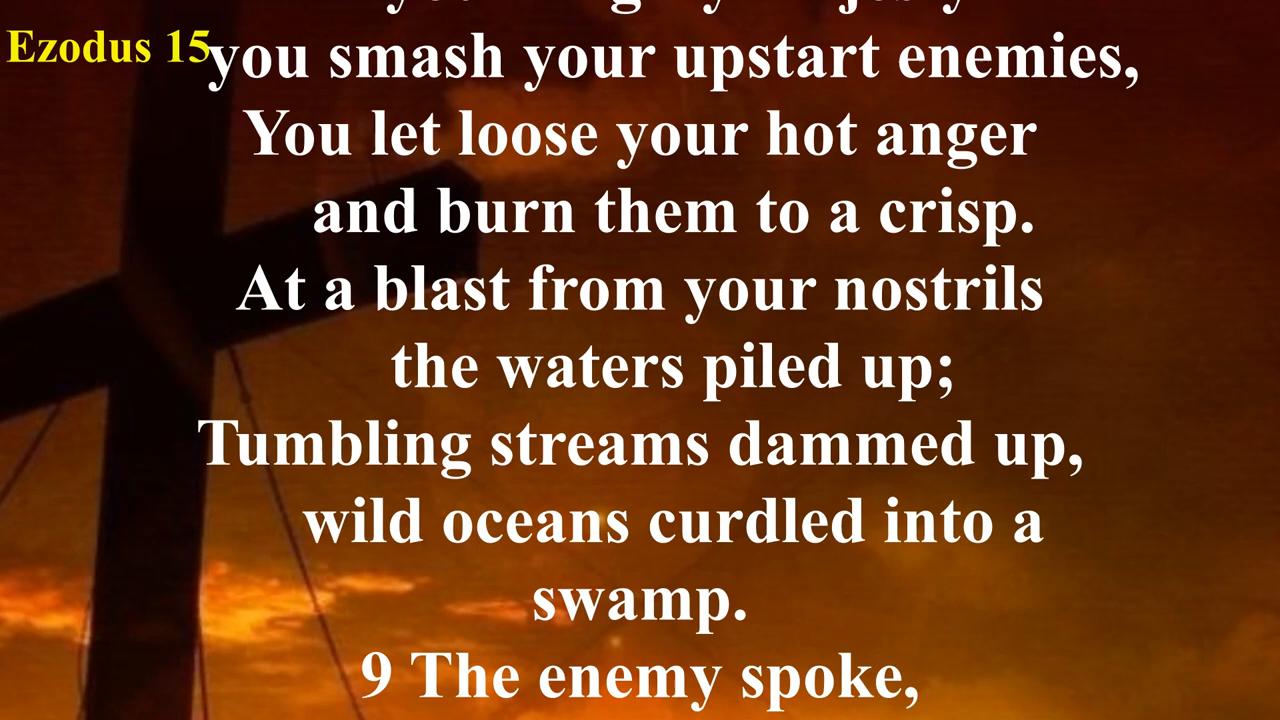 Ezodus 15
you smash your upstart enemies,
You let loose your hot anger
and burn them to a crisp.
At a blast from your nostrils
the waters piled up;
Tumbling streams dammed up,
wild oceans curdled into a
swamp.
9 The enemy spoke,